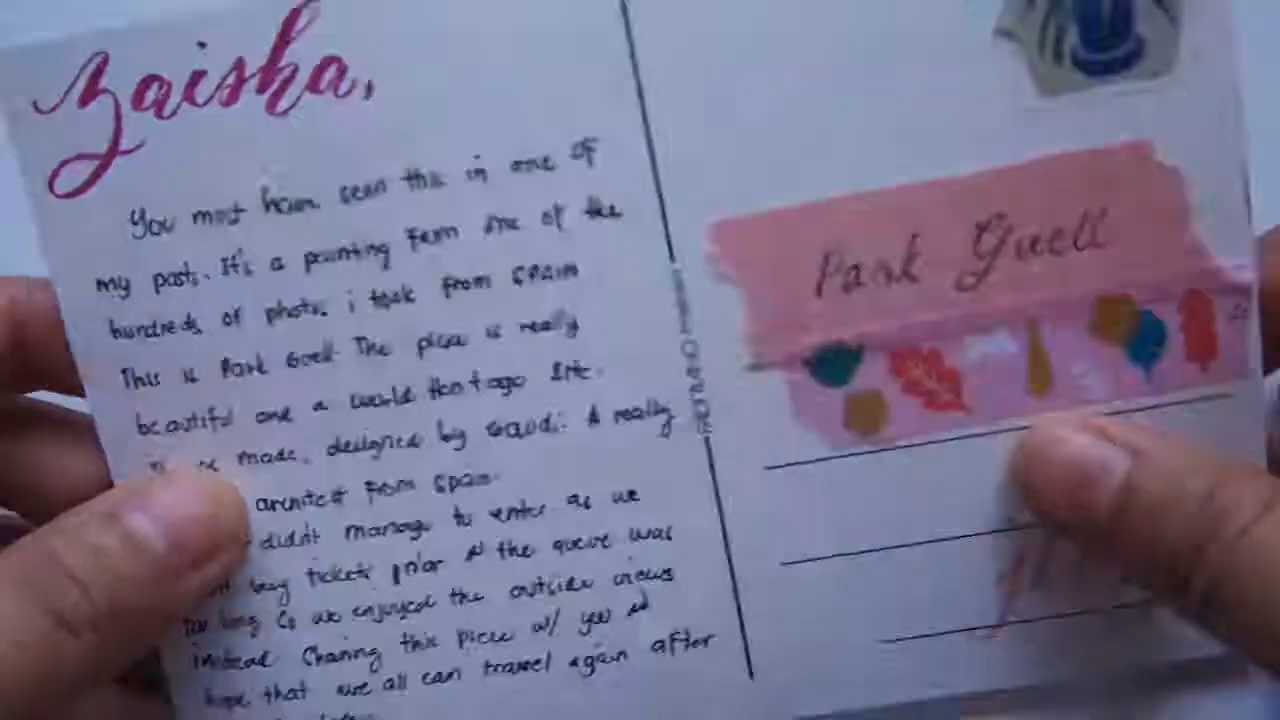 Zaisha,
You must have seen this in one of
my posts. It's a painting from one of the
hundreds of photos i took from SPAIN
This is Park Guell. The place is really
beautiful and a world Heritage Site.
made, designed by Gaudi. A really
architect from Spain.
didn't manage to enter as we
buy tickets prior & the queue was
too long so we enjoyed the outside views
instead. Sharing this piece w/ you &
hope that we all can travel again after
Park Guell